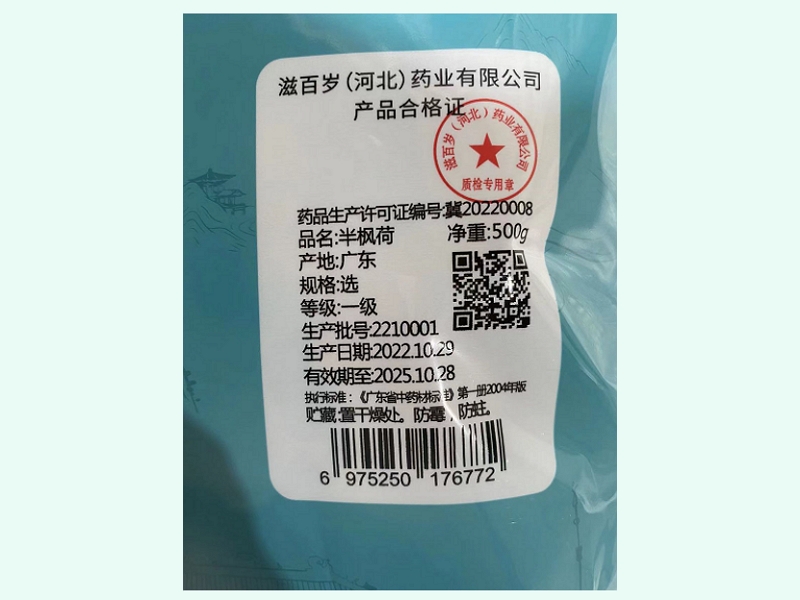 滋百岁（河北）药业有限公司
产品合格证
滋百岁（河北）药业有限公司
质检专用章
药品生产许可证编号:冀20220008
品名:半枫荷 净重:500g
产地:广东
规格:选
等级:一级
生产批号:2210001
生产日期:2022.10.29
有效期至:2025.10.28
执行标准：《广东省中药材标准》第一册2004年版
贮藏:置干燥处。防霉，防蛀。
6 975250 176772